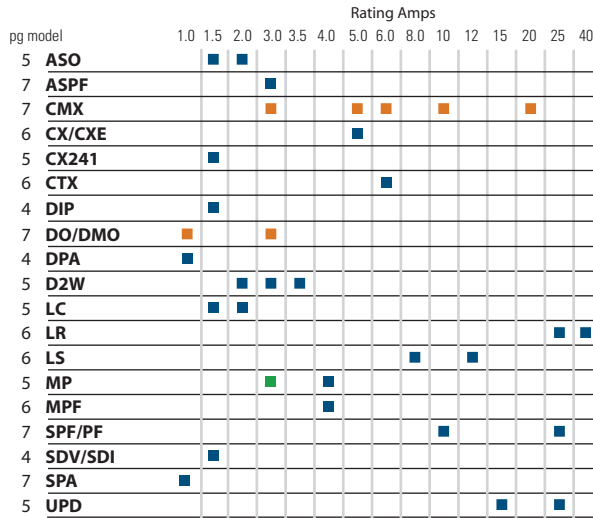 Rating Amps
pg model 1.0 1.5 2.0 3.0 3.5 4.0 5.0 6.0 8.0 10 12 15 20 25 40
5 ASO
7 ASPF
7 CMX
6 CX/CXE
5 CX241
6 CTX
4 DIP
7 DO/DMO
4 DPA
5 D2W
5 LC
6 LR
6 LS
5 MP
6 MPF
7 SPF/PF
4 SDV/SDI
7 SPA
5 UPD